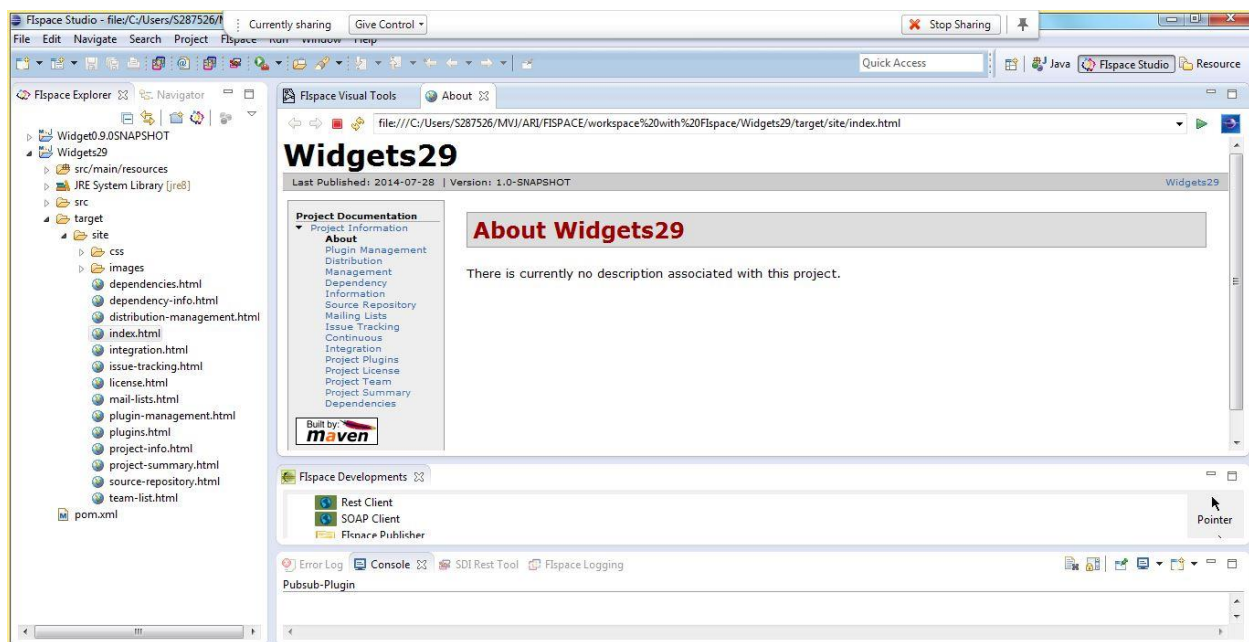 FIspace Studio - file:/C:/Users/S287526/
Currently sharing Give Control
Stop Sharing
File Edit Navigate Search Project FIspace Run Window Help
Quick Access
Java FIspace Studio Resource
FIspace Explorer Navigator
Widget0.9.0SNAPSHOT
Widgets29
src/main/resources
JRE System Library [jre8]
src
target
site
css
images
dependencies.html
dependency-info.html
distribution-management.html
index.html
integration.html
issue-tracking.html
license.html
mail-lists.html
plugin-management.html
plugins.html
project-info.html
project-summary.html
source-repository.html
team-list.html
pom.xml
FIspace Visual Tools About
file:///C:/Users/S287526/MVJ/ARI/FISPACE/workspace%20with%20FIspace/Widgets29/target/site/index.html
Widgets29
Last Published: 2014-07-28 | Version: 1.0-SNAPSHOT Widgets29
Project Documentation
Project Information
About
Plugin Management
Distribution
Management
Dependency
Information
Source Repository
Mailing Lists
Issue Tracking
Continuous
Integration
Project Plugins
Project License
Project Team
Project Summary
Dependencies
Built by:
maven
About Widgets29
There is currently no description associated with this project.
FIspace Developments
Rest Client
SOAP Client
FIspace Publisher
Pointer
Error Log Console SDI Rest Tool FIspace Logging
Pubsub-Plugin